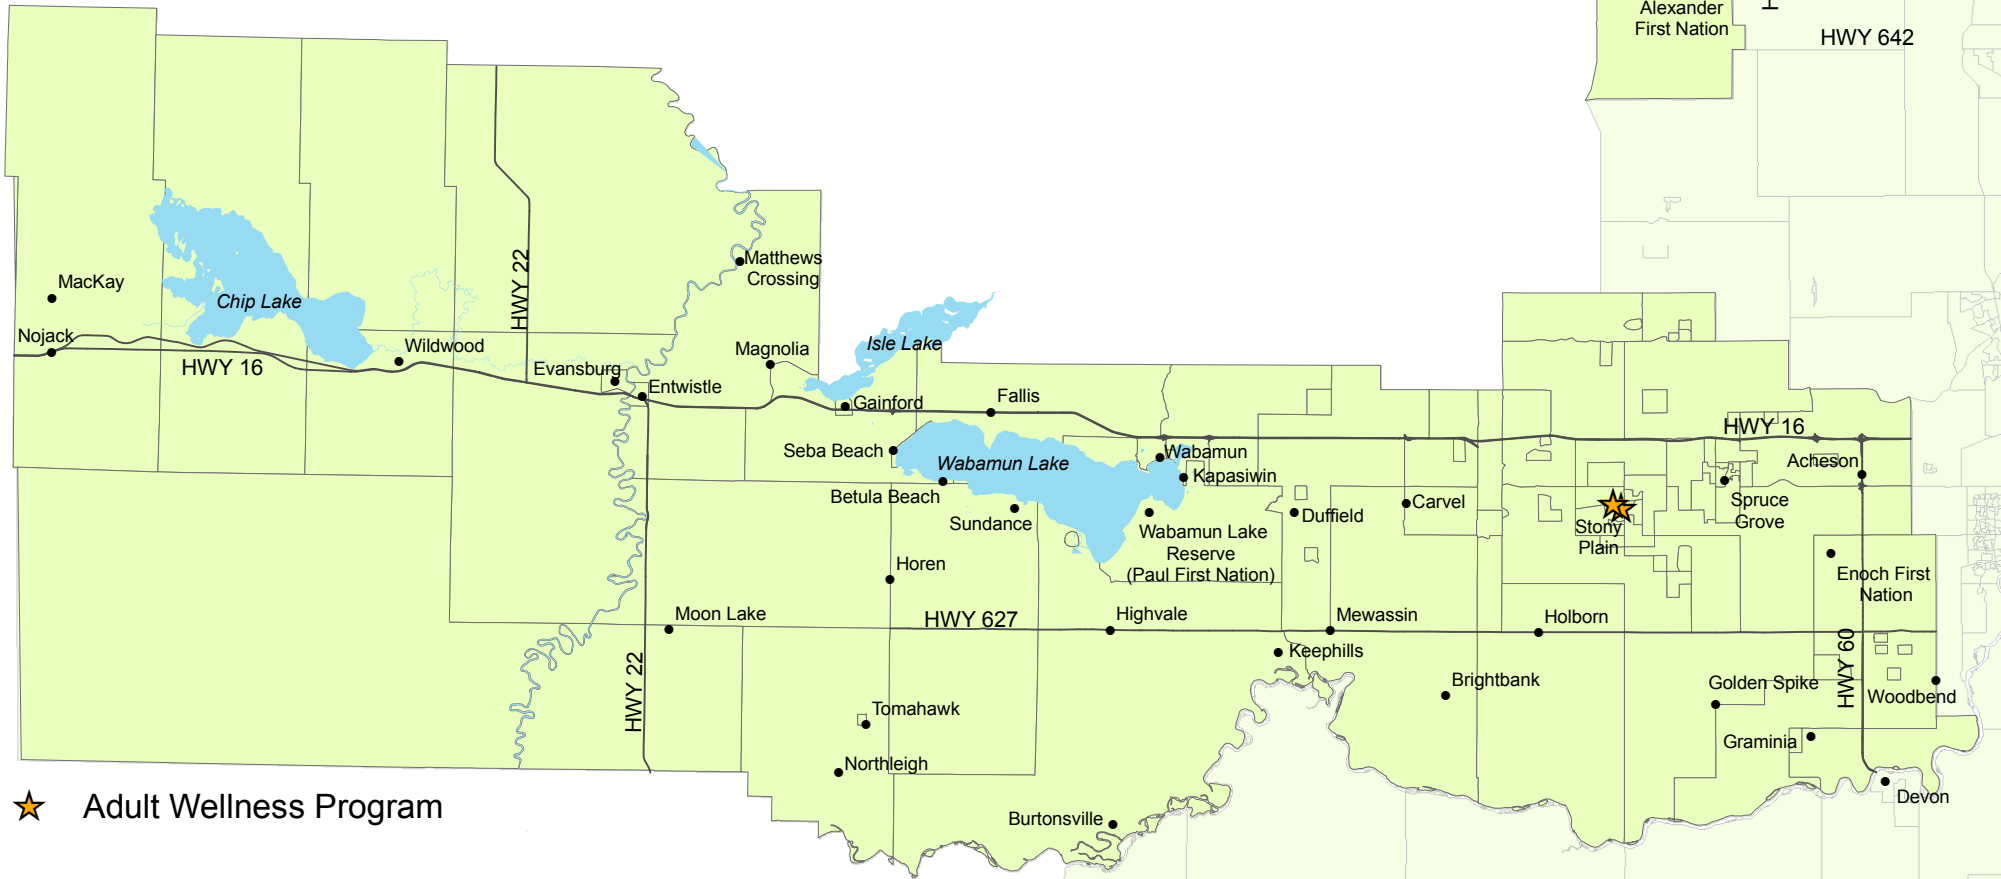 Alexander
First Nation
H
HWY 642
HWY 22
Matthews
Crossing
MacKay
Chip Lake
Nojack
HWY 16
Wildwood
Evansburg
Entwistle
Magnolia
Isle Lake
Gainford
Fallis
HWY 16
Seba Beach
Wabamun Lake
Wabamun
Kapasiwin
Acheson
Betula Beach
Sundance
Wabamun Lake
Reserve
(Paul First Nation)
Duffield
Carvel
Stony
Plain
Spruce
Grove
Horen
Enoch First
Nation
Moon Lake
HWY 627
Highvale
Mewassin
Holborn
Keephills
HWY 22
HWY 60
Brightbank
Golden Spike
Woodbend
Tomahawk
Graminia
Northleigh
Devon
Burtonsville
Adult Wellness Program